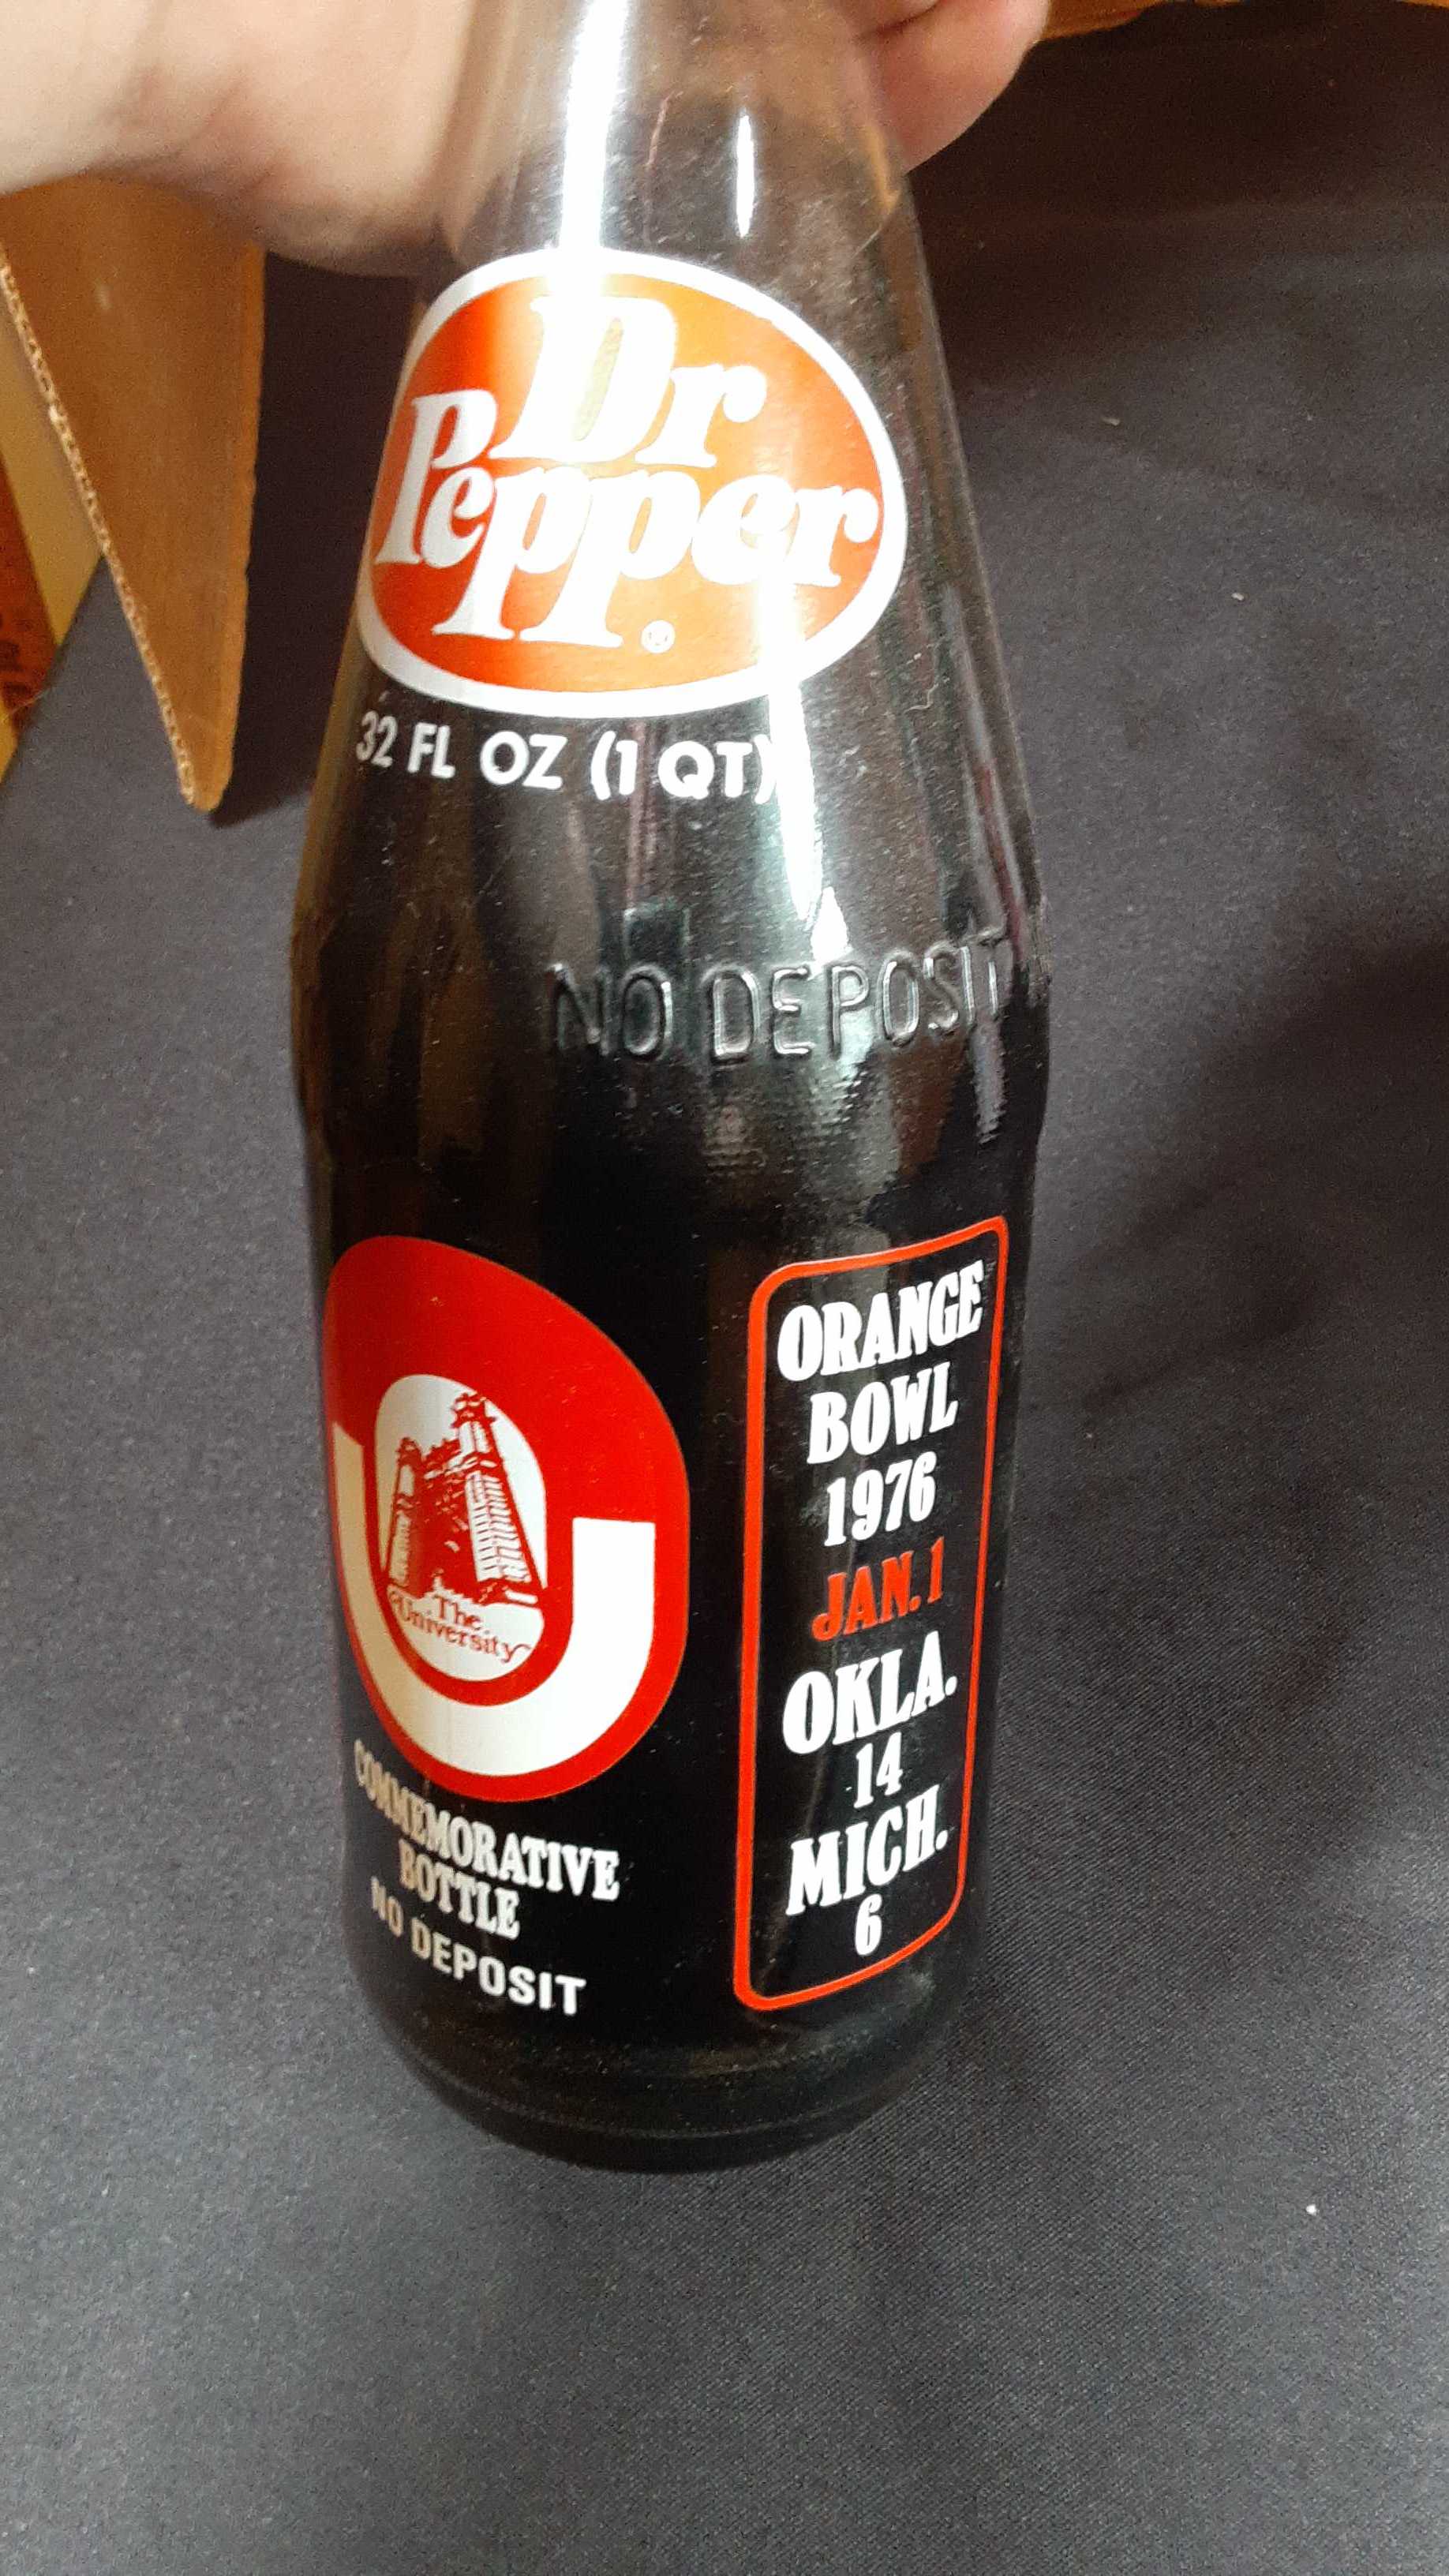 Dr
Pepper®
32 FL OZ (1 QT)
NO DEPOSIT
The
University
COMMEMORATIVE
BOTTLE
NO DEPOSIT
ORANGE
BOWL
1976
JAN. 1
OKLA.
14
MICH.
6